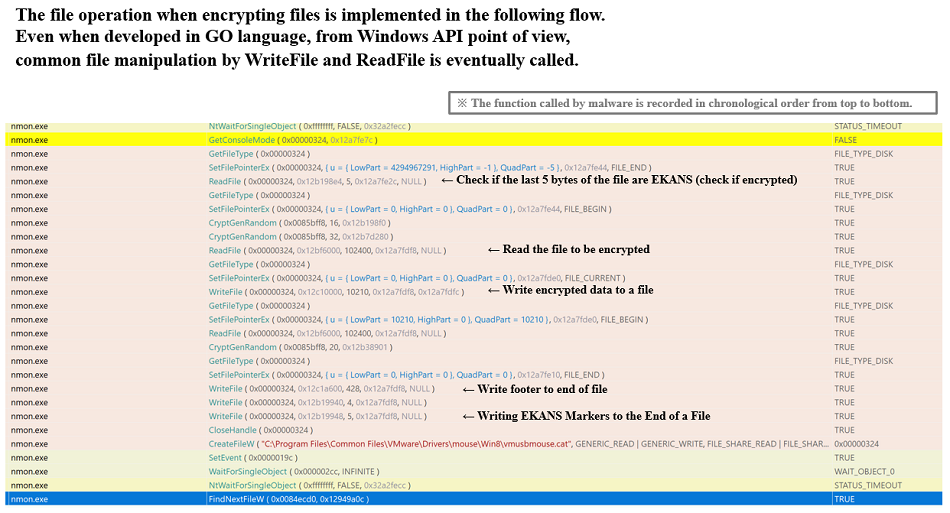 The file operation when encrypting files is implemented in the following flow.
Even when developed in GO language, from Windows API point of view,
common file manipulation by WriteFile and ReadFile is eventually called.
※ The function called by malware is recorded in chronological order from top to bottom.
nmon.exe NtWaitForSingleObject ( 0xffffffff, FALSE, 0x32a2fecc ) STATUS_TIMEOUT
nmon.exe GetConsoleMode ( 0x00000324, 0x12a7fe7c ) FALSE
nmon.exe GetFileType ( 0x00000324 ) FILE_TYPE_DISK
nmon.exe SetFilePointerEx ( 0x00000324, { u = { LowPart = 4294967291, HighPart = -1 }, QuadPart = -5 }, 0x12a7fe44, FILE_END ) TRUE
nmon.exe ReadFile ( 0x00000324, 0x12b198e4, 5, 0x12a7fe2c, NULL ) ← Check if the last 5 bytes of the file are EKANS (check if encrypted) TRUE
nmon.exe GetFileType ( 0x00000324 ) FILE_TYPE_DISK
nmon.exe SetFilePointerEx ( 0x00000324, { u = { LowPart = 0, HighPart = 0 }, QuadPart = 0 }, 0x12a7fe44, FILE_BEGIN ) TRUE
nmon.exe CryptGenRandom ( 0x0085bff8, 16, 0x12b198f0 ) TRUE
nmon.exe CryptGenRandom ( 0x0085bff8, 32, 0x12b7d280 ) TRUE
nmon.exe ReadFile ( 0x00000324, 0x12bf6000, 102400, 0x12a7fdf8, NULL ) ← Read the file to be encrypted TRUE
nmon.exe GetFileType ( 0x00000324 ) FILE_TYPE_DISK
nmon.exe SetFilePointerEx ( 0x00000324, { u = { LowPart = 0, HighPart = 0 }, QuadPart = 0 }, 0x12a7fde0, FILE_CURRENT ) TRUE
nmon.exe WriteFile ( 0x00000324, 0x12c10000, 10210, 0x12a7fdf8, 0x12a7fdfc ) ← Write encrypted data to a file TRUE
nmon.exe GetFileType ( 0x00000324 ) FILE_TYPE_DISK
nmon.exe SetFilePointerEx ( 0x00000324, { u = { LowPart = 10210, HighPart = 0 }, QuadPart = 10210 }, 0x12a7fde0, FILE_BEGIN ) TRUE
nmon.exe ReadFile ( 0x00000324, 0x12bf6000, 102400, 0x12a7fdf8, NULL ) TRUE
nmon.exe CryptGenRandom ( 0x0085bff8, 20, 0x12b38901 ) TRUE
nmon.exe GetFileType ( 0x00000324 ) FILE_TYPE_DISK
nmon.exe SetFilePointerEx ( 0x00000324, { u = { LowPart = 0, HighPart = 0 }, QuadPart = 0 }, 0x12a7fe10, FILE_END ) TRUE
nmon.exe WriteFile ( 0x00000324, 0x12c1a600, 428, 0x12a7fdf8, NULL ) ← Write footer to end of file TRUE
nmon.exe WriteFile ( 0x00000324, 0x12b19940, 4, 0x12a7fdf8, NULL ) TRUE
nmon.exe WriteFile ( 0x00000324, 0x12b19948, 5, 0x12a7fdf8, NULL ) ← Writing EKANS Markers to the End of a File TRUE
nmon.exe CloseHandle ( 0x00000324 ) TRUE
nmon.exe CreateFileW ( "C:\Program Files\Common Files\VMware\Drivers\mouse\Win8\vmusbmouse.cat", GENERIC_READ | GENERIC_WRITE, FILE_SHARE_READ | FILE_SHAR... 0x00000324
nmon.exe SetEvent ( 0x0000019c ) TRUE
nmon.exe WaitForSingleObject ( 0x000002cc, INFINITE ) WAIT_OBJECT_0
nmon.exe NtWaitForSingleObject ( 0xffffffff, FALSE, 0x32a2fecc ) STATUS_TIMEOUT
nmon.exe FindNextFileW ( 0x0084ecd0, 0x12949a0c ) TRUE